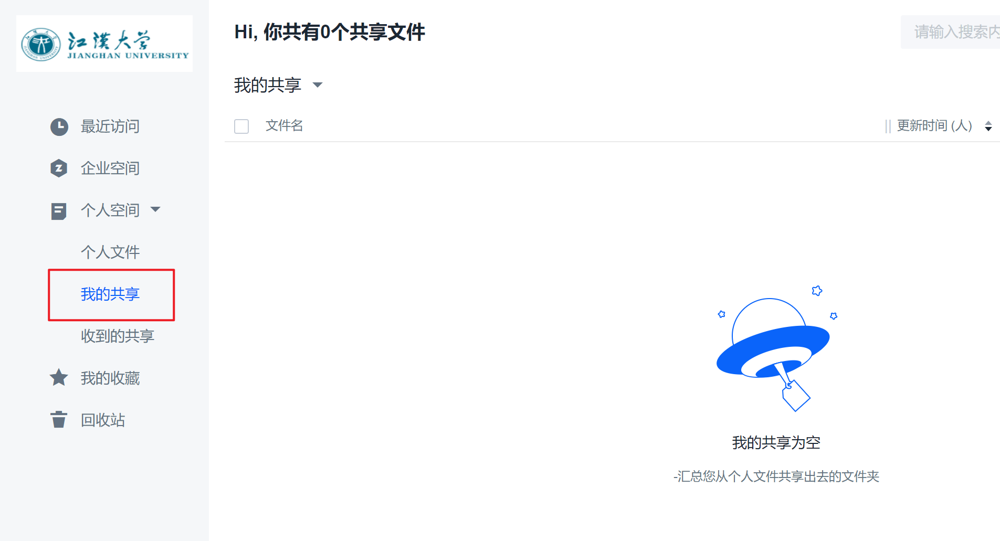 江漢大学
JIANGHAN UNIVERSITY
最近访问
企业空间
个人空间
个人文件
我的共享
收到的共享
我的收藏
回收站
Hi, 你共有0个共享文件
请输入搜索内
我的共享
文件名
更新时间 (人)
我的共享为空
-汇总您从个人文件共享出去的文件夹